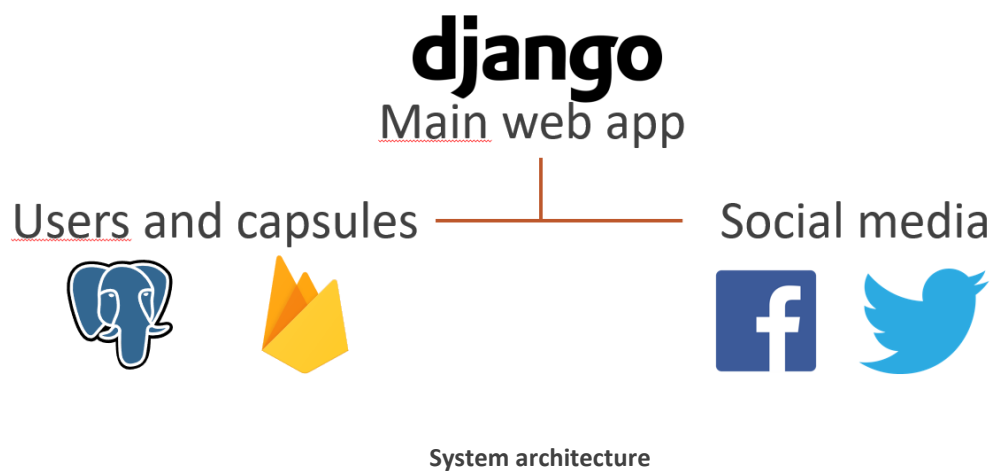 django
Main web app
Users and capsules
Social media
f
System architecture